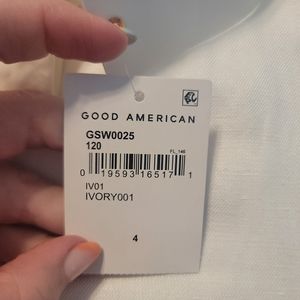 GOOD AMERICAN
GSW0025
120
FL_146
0 19593 16517 1
IV01
IVORY001
4